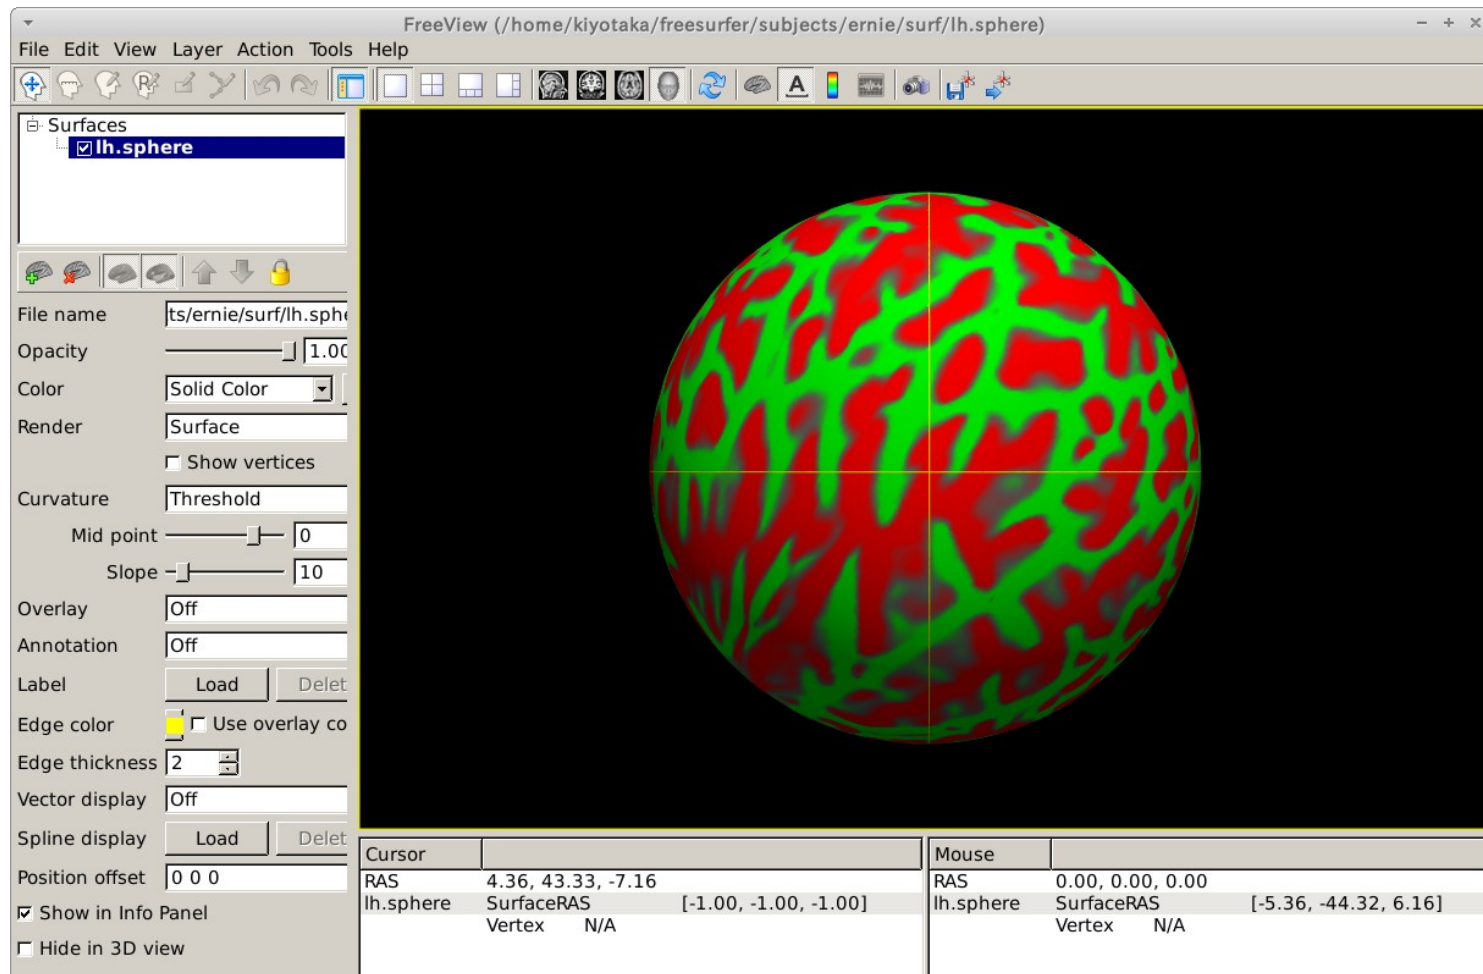 FreeView (/home/kiyotaka/freesurfer/subjects/ernie/surf/lh.sphere)
File Edit View Layer Action Tools Help
Surfaces
lh.sphere
File name ts/ernie/surf/lh.sphe
Opacity 1.00
Color Solid Color
Render Surface
Show vertices
Curvature Threshold
Mid point 0
Slope 10
Overlay Off
Annotation Off
Label Load Delet
Edge color Use overlay co
Edge thickness 2
Vector display Off
Spline display Load Delet
Position offset 0 0 0
Show in Info Panel
Hide in 3D view
Cursor
RAS 4.36, 43.33, -7.16
lh.sphere SurfaceRAS [-1.00, -1.00, -1.00]
Vertex N/A
Mouse
RAS 0.00, 0.00, 0.00
lh.sphere SurfaceRAS [-5.36, -44.32, 6.16]
Vertex N/A